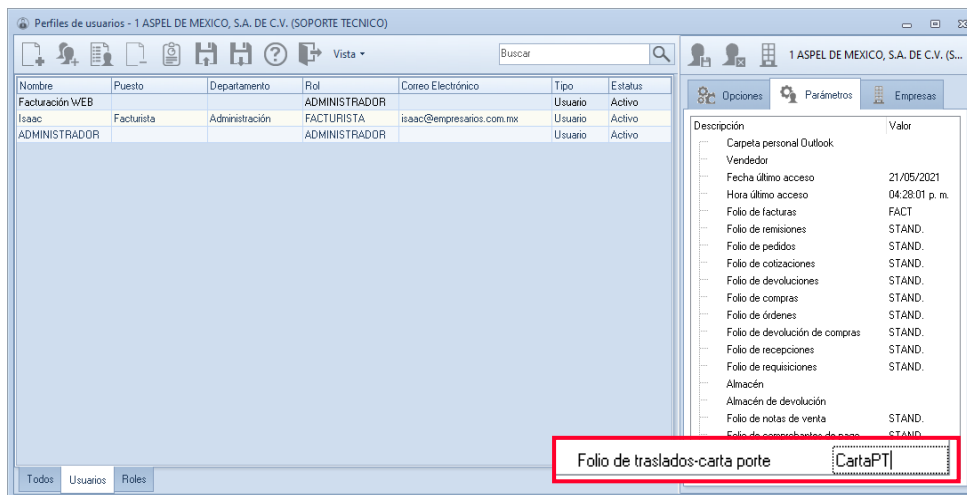 Perfiles de usuarios - 1 ASPEL DE MEXICO, S.A. DE C.V. (SOPORTE TECNICO)
Vista
Buscar
1 ASPEL DE MEXICO, S.A. DE C.V. (S...
Nombre Puesto Departamento Rol Correo Electrónico Tipo Estatus
Facturación WEB ADMINISTRADOR Usuario Activo
Isaac Facturista Administración FACTURISTA isaac@empresarios.com.mx Usuario Activo
ADMINISTRADOR ADMINISTRADOR Usuario Activo
Opciones Parámetros Empresas
Descripción Valor
Carpeta personal Outlook
Vendedor
Fecha último acceso 21/05/2021
Hora último acceso 04:28:01 p. m.
Folio de facturas FACT
Folio de remisiones STAND.
Folio de pedidos STAND.
Folio de cotizaciones STAND.
Folio de devoluciones STAND.
Folio de compras STAND.
Folio de órdenes STAND.
Folio de devolución de compras STAND.
Folio de recepciones STAND.
Folio de requisiciones STAND.
Almacén
Almacén de devolución
Folio de notas de venta STAND.
Folio de comprobantes de pago STAND.
Folio de traslados-carta porte CartaPT
Todos Usuarios Roles